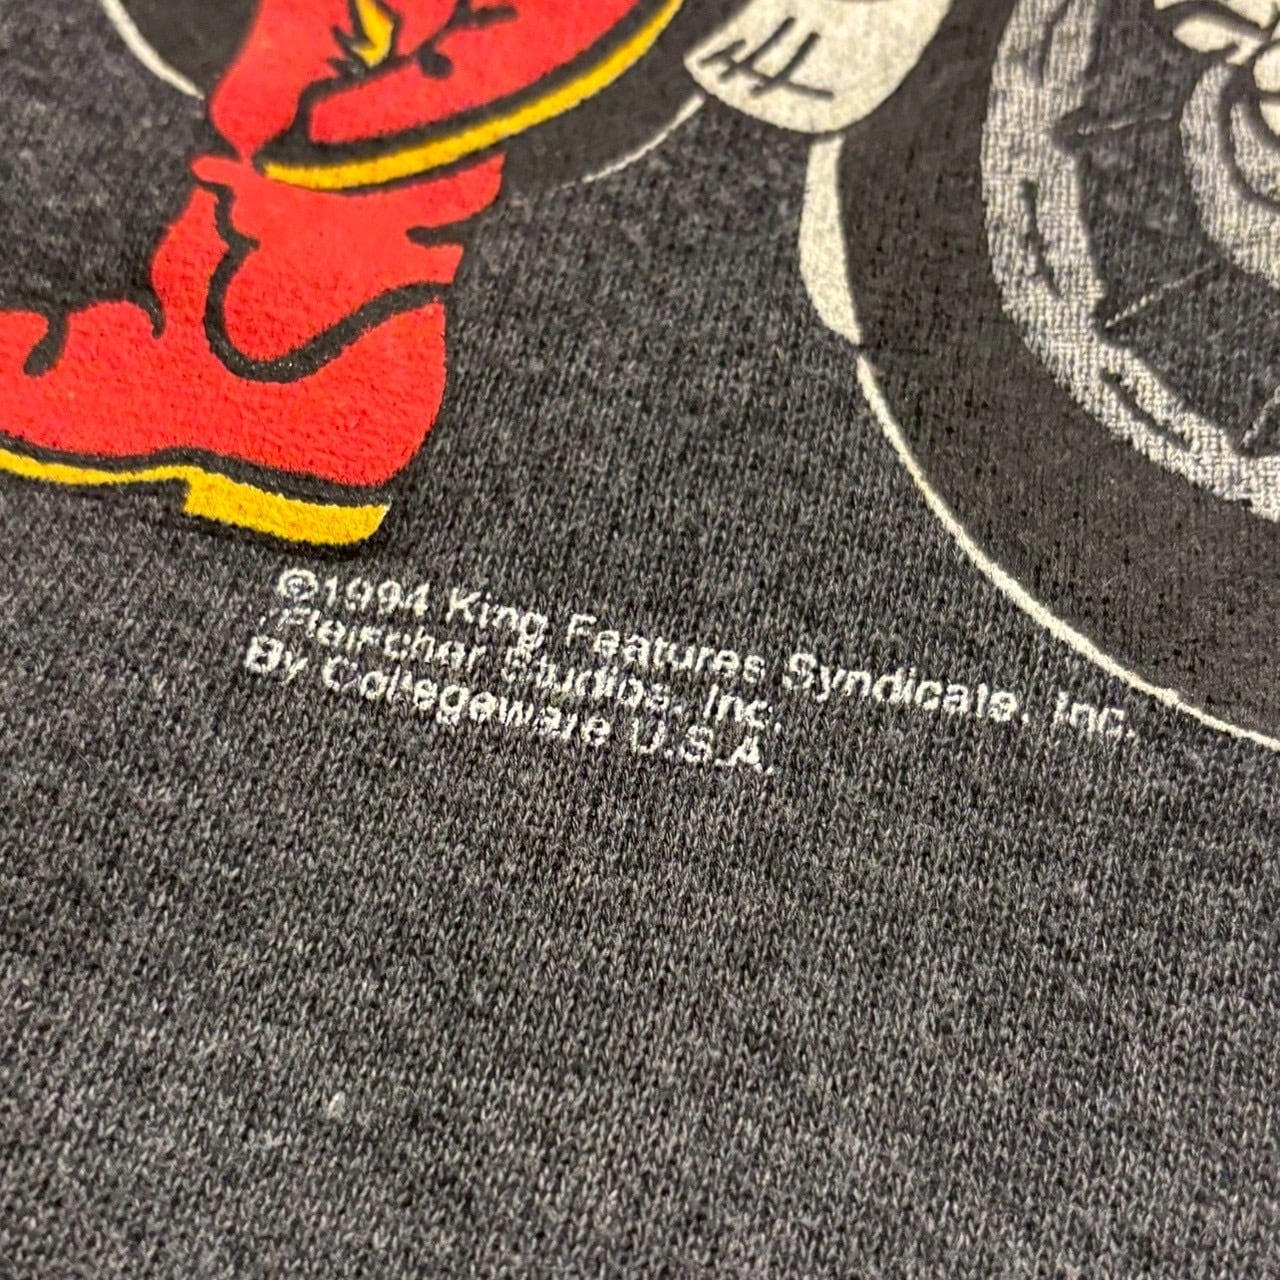 ©1994 King Features Syndicate, Inc.
/Fleischer Studios, Inc.
By Collegeware U.S.A.